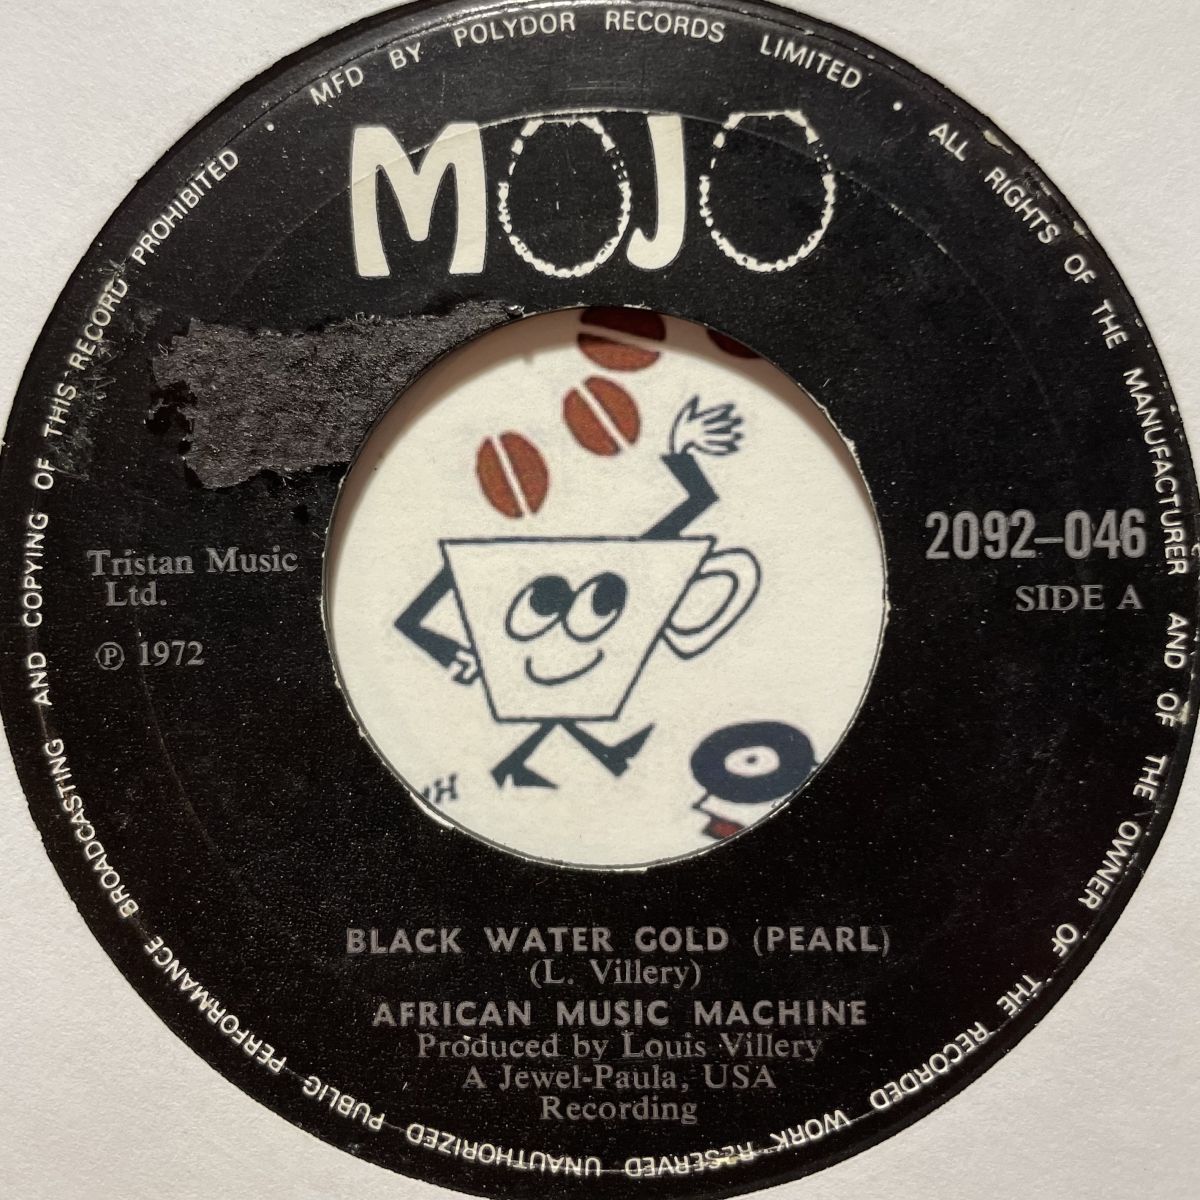 MFD BY POLYDOR RECORDS LIMITED • ALL RIGHTS OF THE MANUFACTURER AND OF THE OWNER OF THE RECORDED WORK RESERVED UNAUTHORIZED PUBLIC PERFORMANCE BROADCASTING AND COPYING OF THIS RECORD PROHIBITED •
MOJO
Tristan Music
Ltd.
℗ 1972
2092-046
SIDE A
BLACK WATER GOLD (PEARL)
(L. Villery)
AFRICAN MUSIC MACHINE
Produced by Louis Villery
A Jewel-Paula, USA
Recording